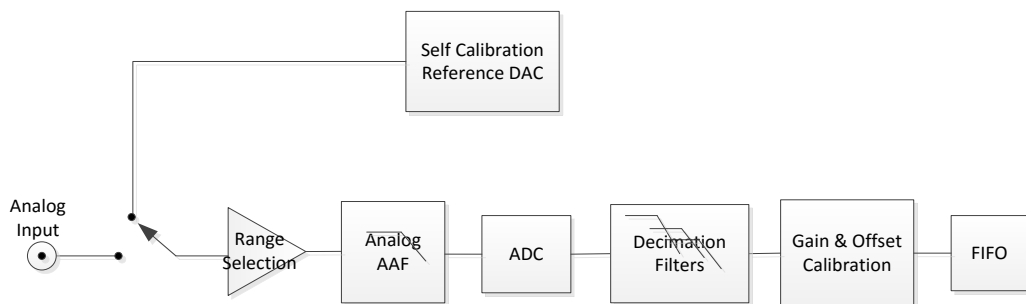 Self Calibration
Reference DAC
Analog
Input
Range
Selection
Analog
AAF
ADC
Decimation
Filters
Gain & Offset
Calibration
FIFO